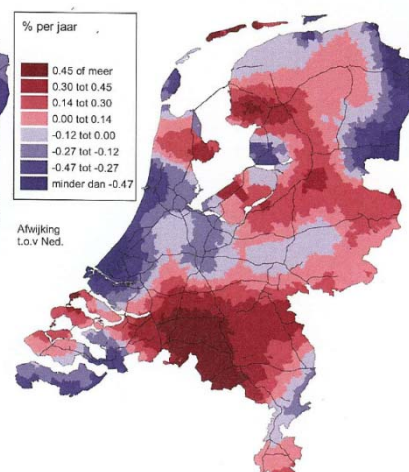 % per jaar
0.45 of meer
0.30 tot 0.45
0.14 tot 0.30
0.00 tot 0.14
-0.12 tot 0.00
-0.27 tot -0.12
-0.47 tot -0.27
minder dan -0.47
Afwijking
t.o.v Ned.